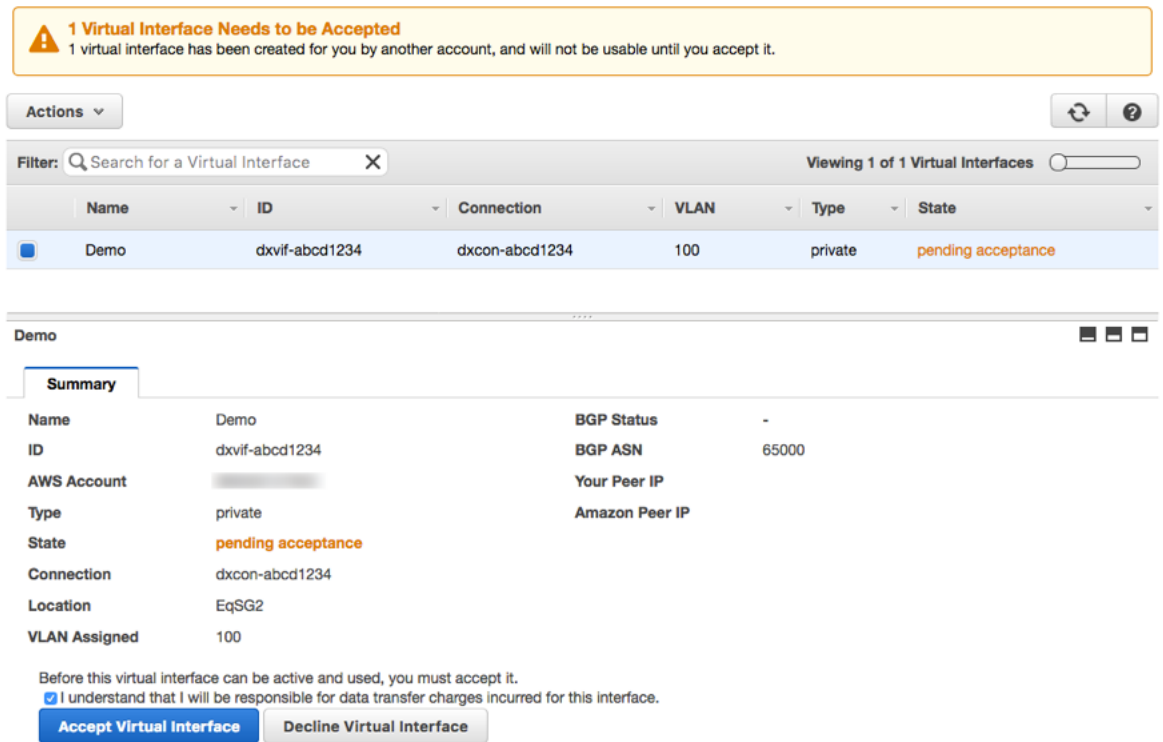 1 Virtual Interface Needs to be Accepted
1 virtual interface has been created for you by another account, and will not be usable until you accept it.
Actions
Filter: Search for a Virtual Interface Viewing 1 of 1 Virtual Interfaces
Name ID Connection VLAN Type State
Demo dxvif-abcd1234 dxcon-abcd1234 100 private pending acceptance
Demo
Summary
Name Demo BGP Status -
ID dxvif-abcd1234 BGP ASN 65000
AWS Account Your Peer IP
Type private Amazon Peer IP
State pending acceptance
Connection dxcon-abcd1234
Location EqSG2
VLAN Assigned 100
Before this virtual interface can be active and used, you must accept it.
I understand that I will be responsible for data transfer charges incurred for this interface.
Accept Virtual Interface Decline Virtual Interface